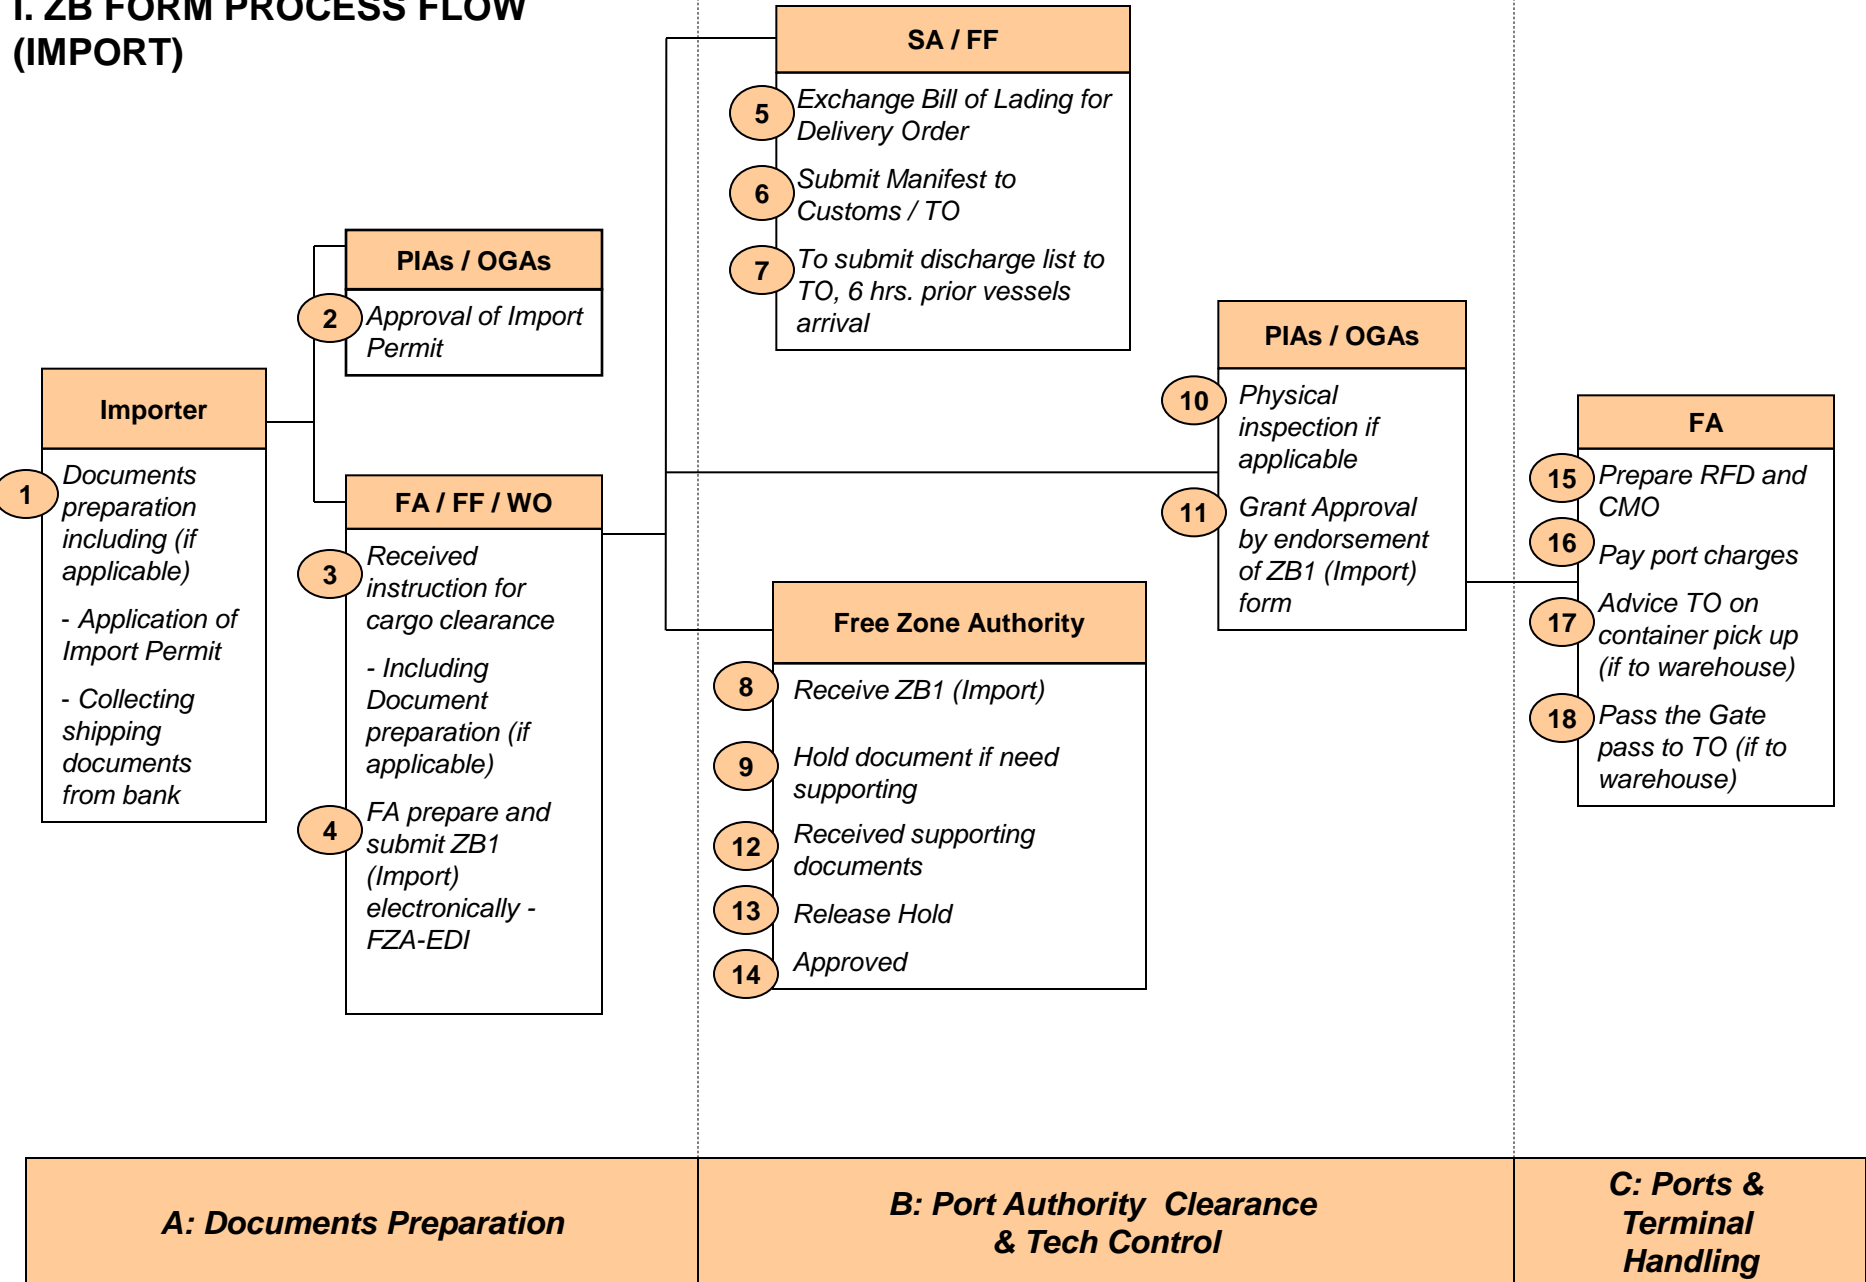 I. ZB FORM PROCESS FLOW
(IMPORT)
Importer
1
Documents
preparation
including (if
applicable)
- Application of
Import Permit
- Collecting
shipping
documents
from bank
PIAs / OGAs
2
Approval of Import
Permit
FA / FF / WO
3
Received
instruction for
cargo clearance
- Including
Document
preparation (if
applicable)
4
FA prepare and
submit ZB1
(Import)
electronically -
FZA-EDI
SA / FF
5
Exchange Bill of Lading for
Delivery Order
6
Submit Manifest to
Customs / TO
7
To submit discharge list to
TO, 6 hrs. prior vessels
arrival
Free Zone Authority
8
Receive ZB1 (Import)
9
Hold document if need
supporting
12
Received supporting
documents
13
Release Hold
14
Approved
PIAs / OGAs
10
Physical
inspection if
applicable
11
Grant Approval
by endorsement
of ZB1 (Import)
form
FA
15
Prepare RFD and
CMO
16
Pay port charges
17
Advice TO on
container pick up
(if to warehouse)
18
Pass the Gate
pass to TO (if to
warehouse)
A: Documents Preparation
B: Port Authority  Clearance
& Tech Control
C: Ports &
Terminal
Handling